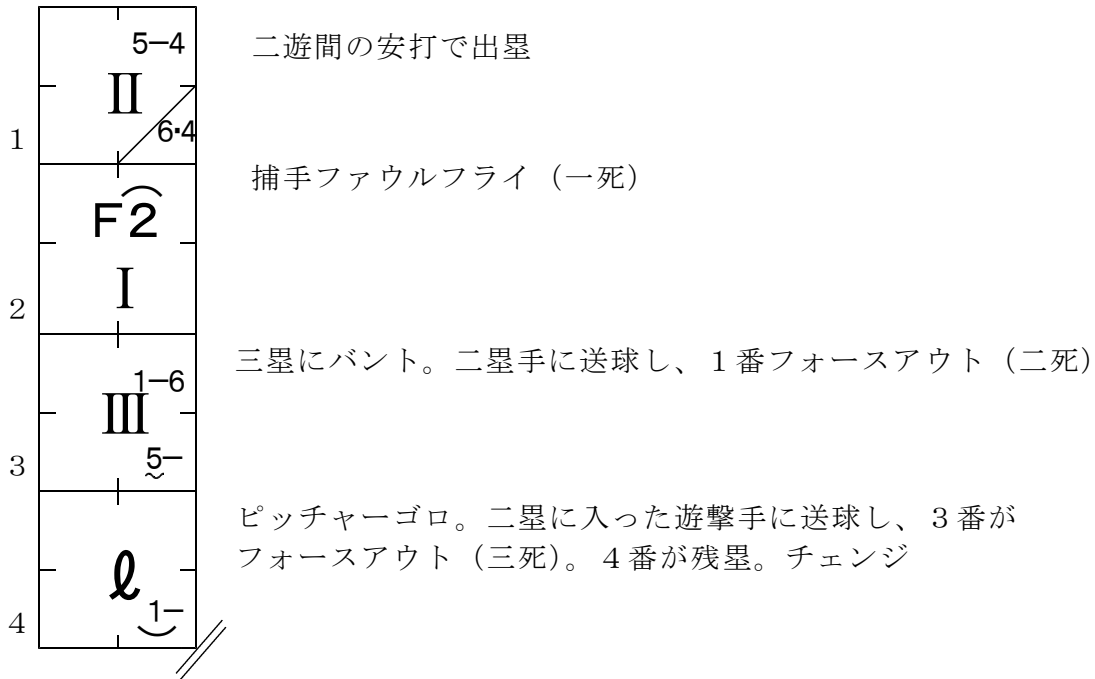 5−4
二遊間の安打で出塁
Ⅱ
6・4
1
捕手ファウルフライ（一死）
F2
Ⅰ
2
三塁にバント。二塁手に送球し、１番フォースアウト（二死）
1−6
Ⅲ
5−
3
ピッチャーゴロ。二塁に入った遊撃手に送球し、３番が
フォースアウト（三死）。４番が残塁。チェンジ
ℓ
1−
4